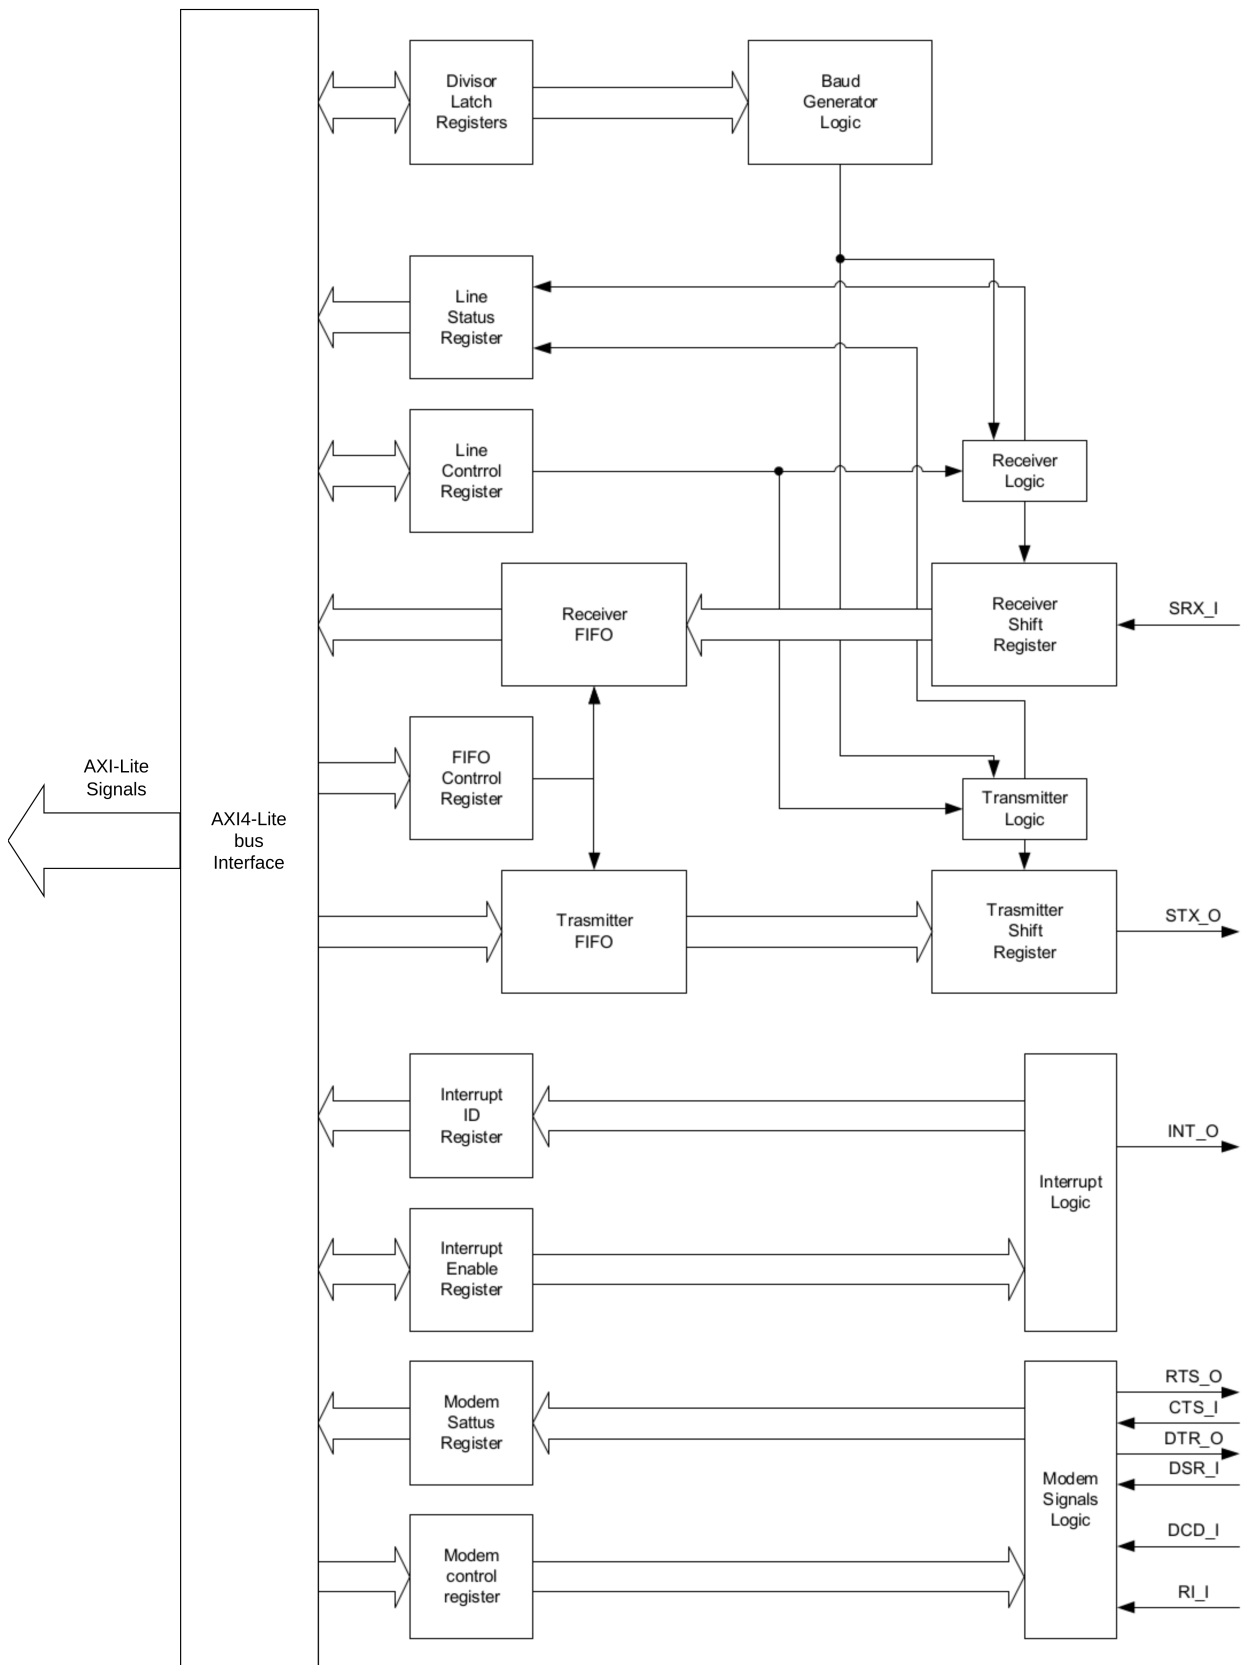 Divisor
Latch
Registers
Baud
Generator
Logic
Line
Status
Register
Line
Contrrol
Register
Receiver
Logic
Receiver
FIFO
Receiver
Shift
Register
SRX_I
AXI-Lite
Signals
AXI4-Lite
bus
Interface
FIFO
Contrrol
Register
Transmitter
Logic
Trasmitter
FIFO
Trasmitter
Shift
Register
STX_O
Interrupt
ID
Register
Interrupt
Logic
INT_O
Interrupt
Enable
Register
Modem
Sattus
Register
Modem
Signals
Logic
RTS_O
CTS_I
DTR_O
DSR_I
DCD_I
RI_I
Modem
control
register